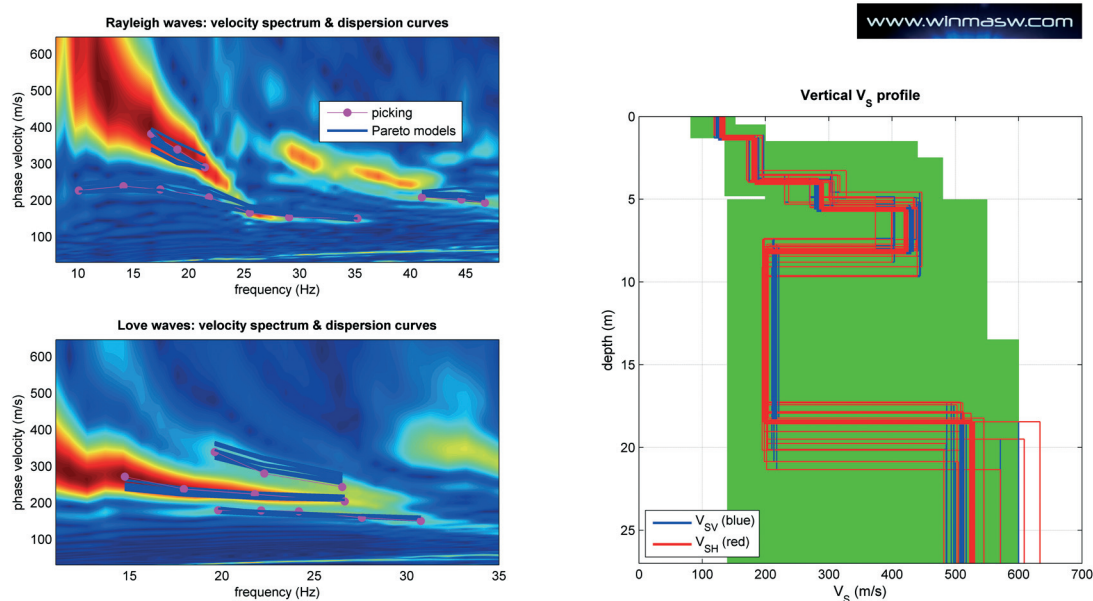 Rayleigh waves: velocity spectrum & dispersion curves
phase velocity (m/s)
600
500
400
300
200
100
picking
Pareto models
10 15 20 25 30 35 40 45
frequency (Hz)
Love waves: velocity spectrum & dispersion curves
phase velocity (m/s)
600
500
400
300
200
100
15 20 25 30 35
frequency (Hz)
www.winmasw.com
Vertical VS profile
depth (m)
0
5
10
15
20
25
VSV (blue)
VSH (red)
0 100 200 300 400 500 600 700
VS (m/s)